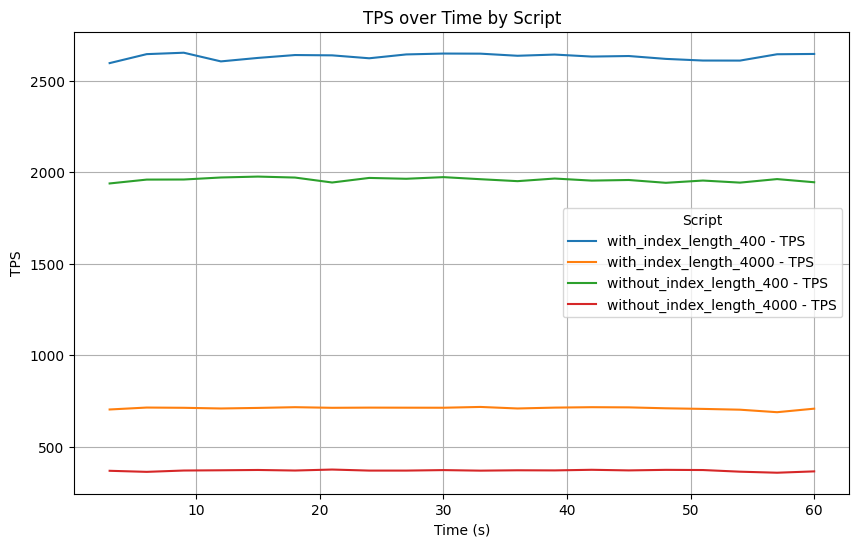 TPS over Time by Script
2500
2000
1500
1000
500
TPS
Script
with_index_length_400 - TPS
with_index_length_4000 - TPS
without_index_length_400 - TPS
without_index_length_4000 - TPS
10 20 30 40 50 60
Time (s)